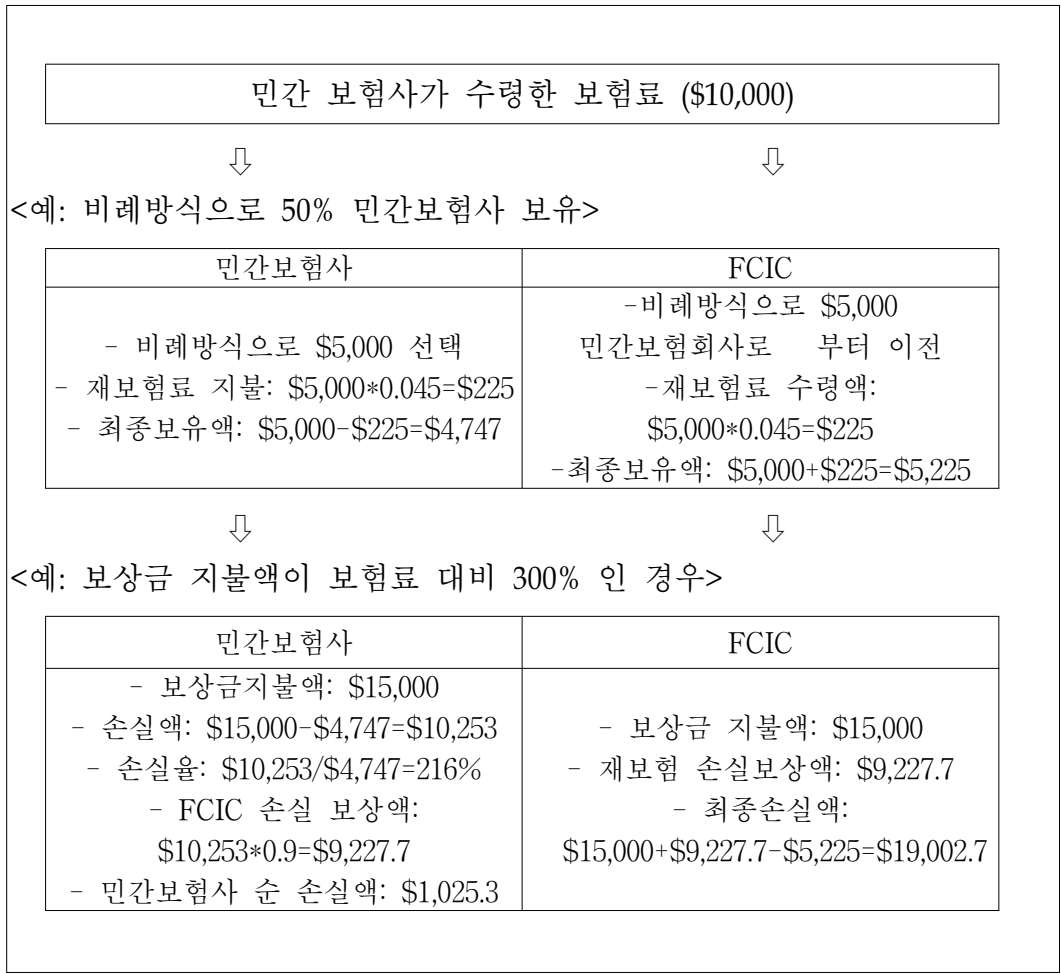 민간 보험사가 수령한 보험료 ($10,000)
⇩ ⇩
<예: 비례방식으로 50% 민간보험사 보유>
민간보험사
- 비례방식으로 $5,000 선택
- 재보험료 지불: $5,000*0.045=$225
- 최종보유액: $5,000-$225=$4,747
FCIC
-비례방식으로 $5,000
민간보험회사로 부터 이전
-재보험료 수령액:
$5,000*0.045=$225
-최종보유액: $5,000+$225=$5,225
⇩ ⇩
<예: 보상금 지불액이 보험료 대비 300% 인 경우>
민간보험사
- 보상금지불액: $15,000
- 손실액: $15,000-$4,747=$10,253
- 손실율: $10,253/$4,747=216%
- FCIC 손실 보상액:
$10,253*0.9=$9,227.7
- 민간보험사 순 손실액: $1,025.3
FCIC
- 보상금 지불액: $15,000
- 재보험 손실보상액: $9,227.7
- 최종손실액:
$15,000+$9,227.7-$5,225=$19,002.7